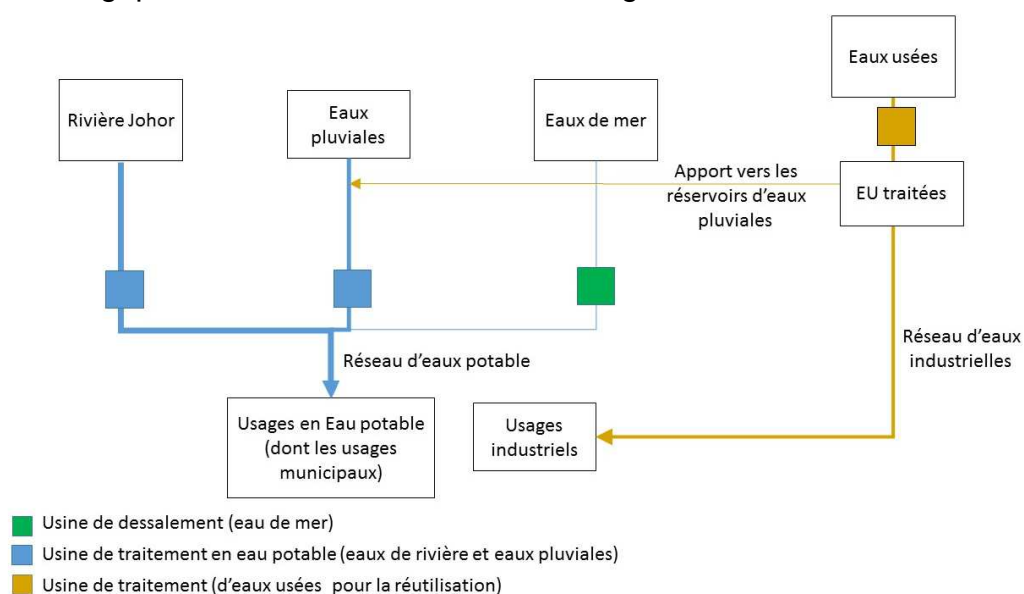 Eaux usées
Rivière Johor
Eaux
pluviales
Eaux de mer
Apport vers les
réservoirs d'eaux
pluviales
EU traitées
Réseau d'eaux
industrielles
Réseau d'eaux potable
Usages en Eau potable
(dont les usages
municipaux)
Usages
industriels
Usine de dessalement (eau de mer)
Usine de traitement en eau potable (eaux de rivière et eaux pluviales)
Usine de traitement (d'eaux usées pour la réutilisation)